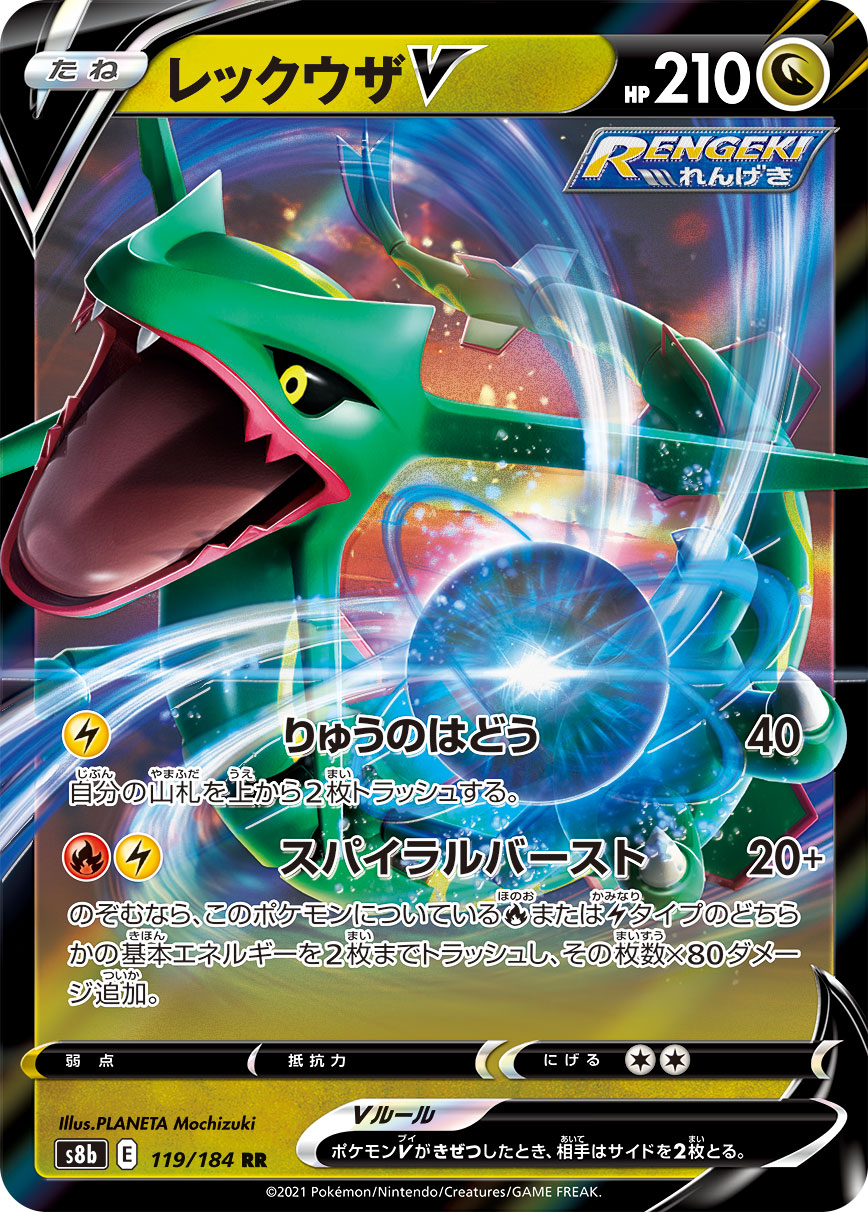 たね
レックウザV
HP 210
RENGEKI
れんげき
りゅうのはどう 40
自分の山札を上から2枚トラッシュする。
スパイラルバースト 20+
のぞむなら、このポケモンについている🔥または⚡タイプのどちら
かの基本エネルギーを2枚までトラッシュし、その枚数×80ダメー
ジ追加。
弱点 抵抗力 にげる
Illus.PLANETA Mochizuki
Vルール
ポケモンVがきぜつしたとき、相手はサイドを2枚とる。
s8b E 119/184 RR
©2021 Pokémon/Nintendo/Creatures/GAME FREAK.